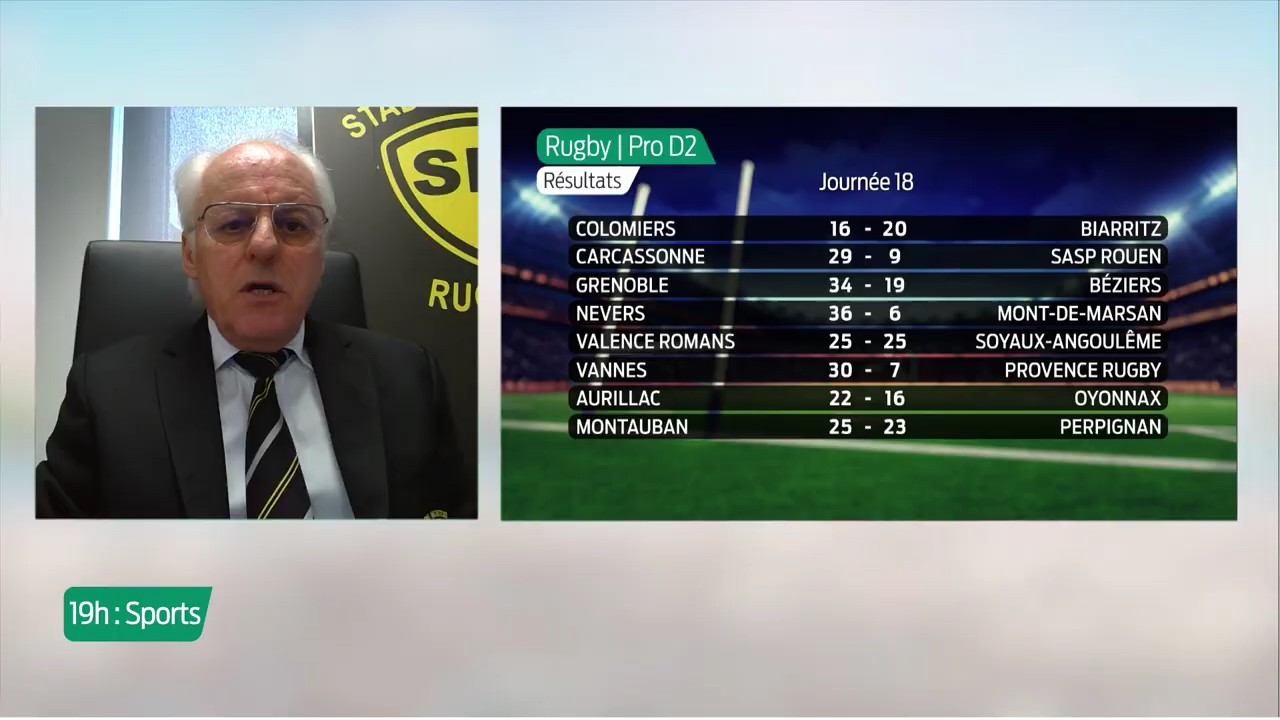 Rugby | Pro D2
Résultats
Journée 18
COLOMIERS 16 - 20 BIARRITZ
CARCASSONNE 29 - 9 SASP ROUEN
GRENOBLE 34 - 19 BÉZIERS
NEVERS 36 - 6 MONT-DE-MARSAN
VALENCE ROMANS 25 - 25 SOYAUX-ANGOULÊME
VANNES 30 - 7 PROVENCE RUGBY
AURILLAC 22 - 16 OYONNAX
MONTAUBAN 25 - 23 PERPIGNAN
19h : Sports